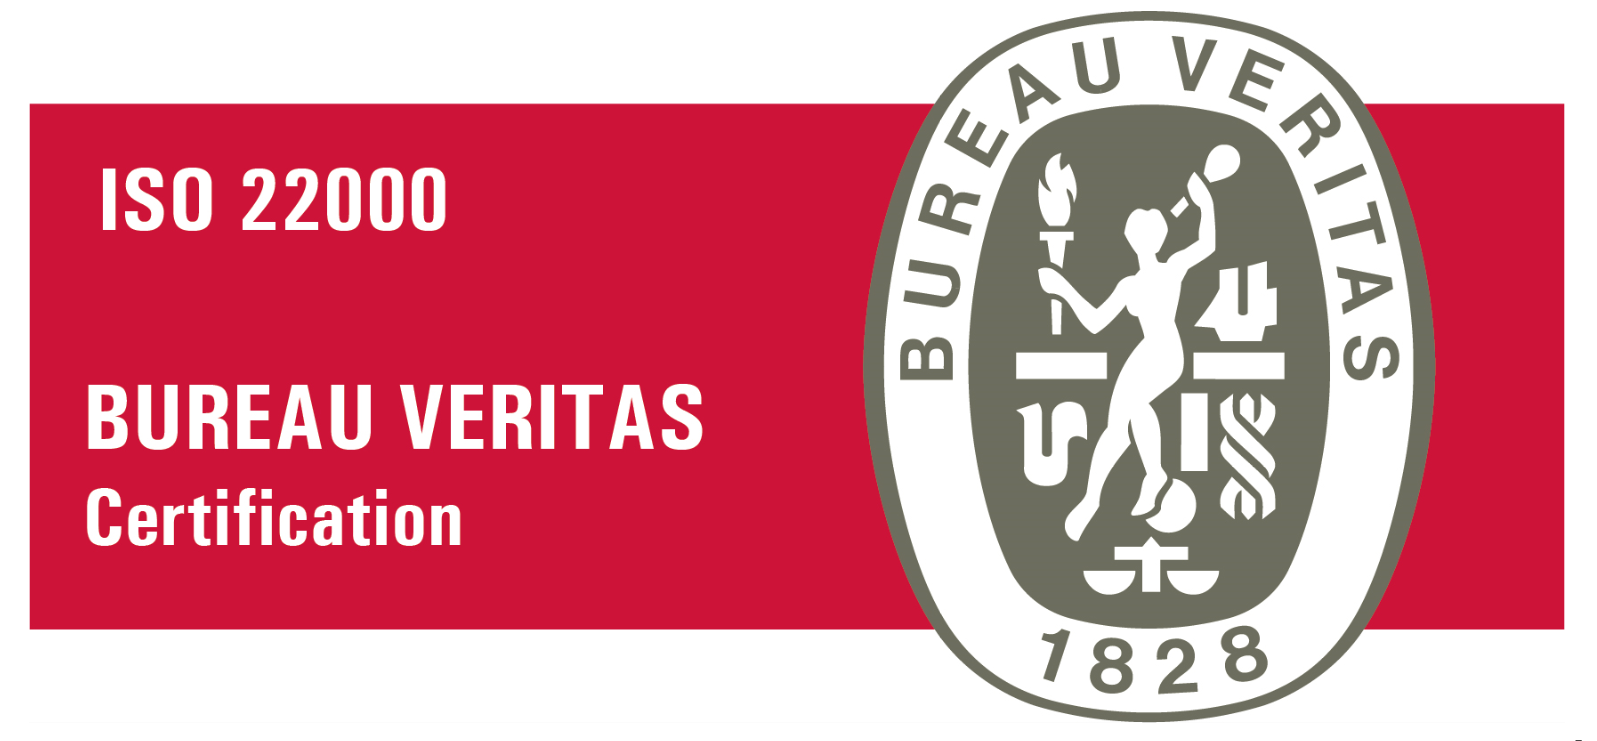 ISO 22000
BUREAU VERITAS
Certification
BUREAU VERITAS
1828